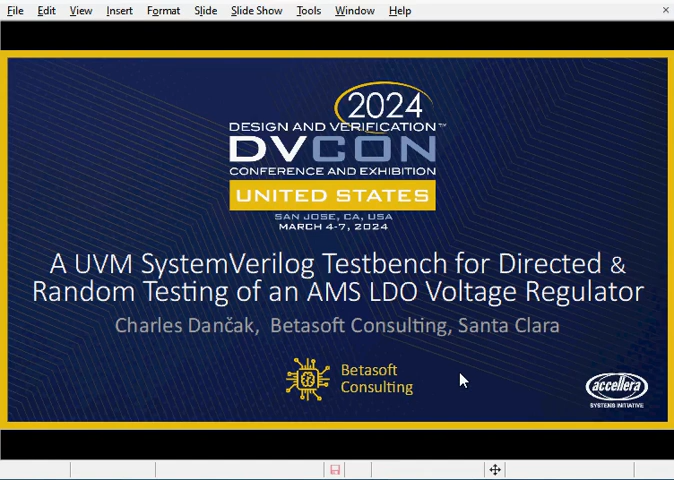 File Edit View Insert Format Slide Slide Show Tools Window Help ×
2024
DESIGN AND VERIFICATION™
DVCON
CONFERENCE AND EXHIBITION
UNITED STATES
SAN JOSE, CA, USA
MARCH 4-7, 2024
A UVM SystemVerilog Testbench for Directed &
Random Testing of an AMS LDO Voltage Regulator
Charles Dančak, Betasoft Consulting, Santa Clara
Betasoft
Consulting
accellera
SYSTEMS INITIATIVE